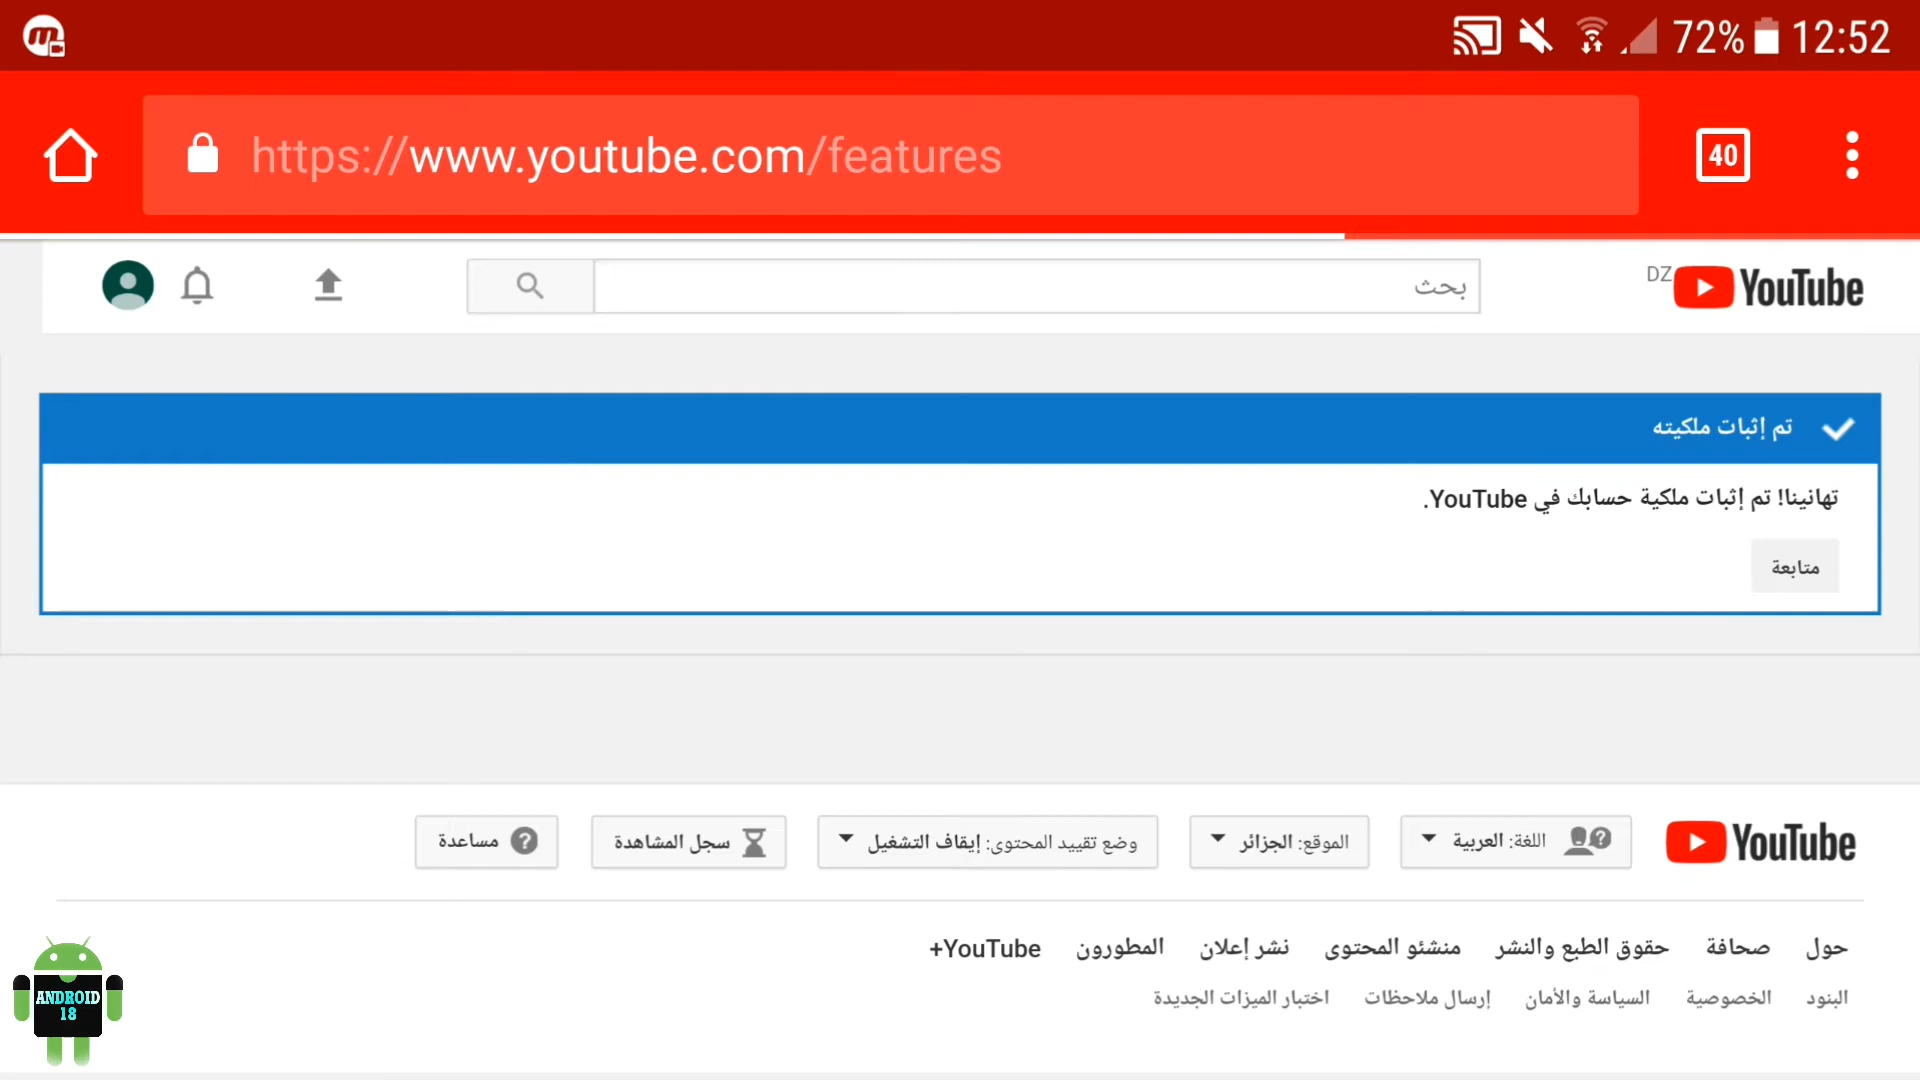 72% 12:52
https://www.youtube.com/features 40
YouTube DZ بحث
تم إثبات ملكيته
تهانينا! تم إثبات ملكية حسابك في YouTube.
متابعة
YouTube اللغة: العربية الموقع: الجزائر وضع تقييد المحتوى: إيقاف التشغيل سجل المشاهدة مساعدة
حول صحافة حقوق الطبع والنشر منشئو المحتوى نشر إعلان المطورون YouTube+
البنود الخصوصية السياسة والأمان إرسال ملاحظات اختبار الميزات الجديدة
ANDROID
18